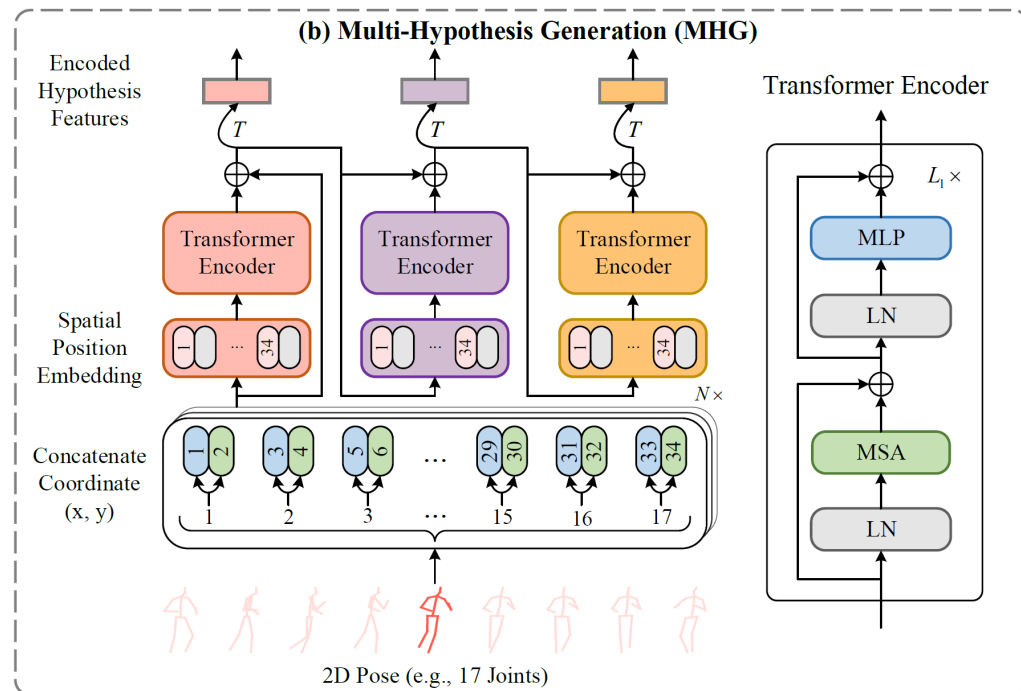 (b) Multi-Hypothesis Generation (MHG)
Encoded
Hypothesis
Features
T
T
T
Transformer
Encoder
Transformer
Encoder
Transformer
Encoder
Spatial
Position
Embedding
1 ... 34
1 ... 34
1 ... 34
N ×
Concatenate
Coordinate
(x, y)
1 2 3 4 5 6 ... 29 30 31 32 33 34
1 2 3 ... 15 16 17
2D Pose (e.g., 17 Joints)
Transformer Encoder
L₁ ×
MLP
LN
MSA
LN